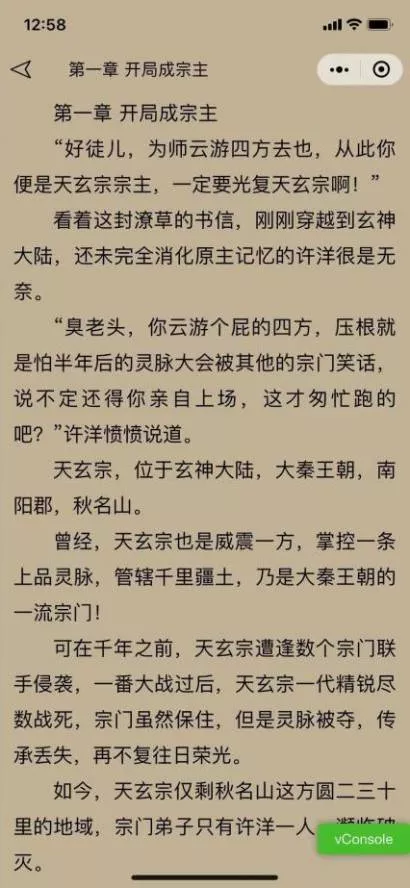 12:58
第一章 开局成宗主
第一章 开局成宗主
“好徒儿，为师云游四方去也，从此你
便是天玄宗宗主，一定要光复天玄宗啊！”
看着这封潦草的书信，刚刚穿越到玄神
大陆，还未完全消化原主记忆的许洋很是无
奈。
“臭老头，你云游个屁的四方，压根就
是怕半年后的灵脉大会被其他的宗门笑话，
说不定还得你亲自上场，这才匆忙跑的
吧？”许洋愤愤说道。
天玄宗，位于玄神大陆，大秦王朝，南
阳郡，秋名山。
曾经，天玄宗也是威震一方，掌控一条
上品灵脉，管辖千里疆土，乃是大秦王朝的
一流宗门！
可在千年之前，天玄宗遭逢数个宗门联
手侵袭，一番大战过后，天玄宗一代精锐尽
数战死，宗门虽然保住，但是灵脉被夺，传
承丢失，再不复往日荣光。
如今，天玄宗仅剩秋名山这方圆二三十
里的地域，宗门弟子只有许洋一人
灭。
vConsole